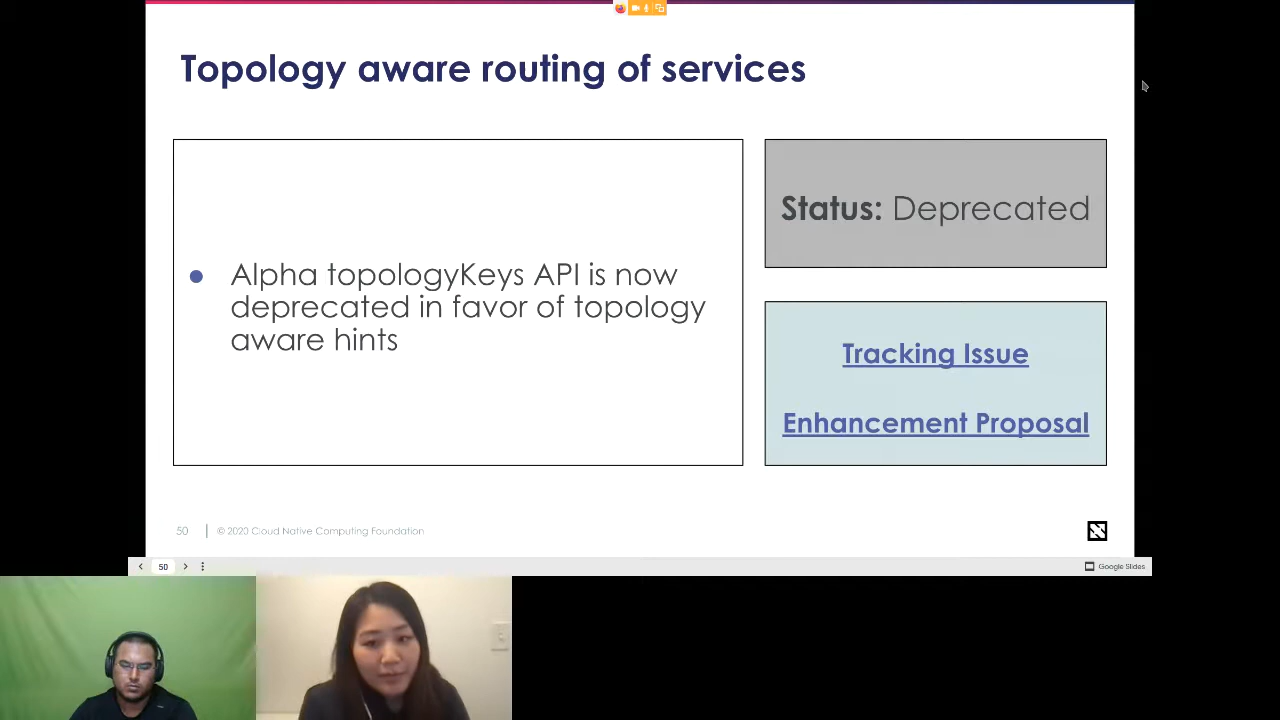 Topology aware routing of services
Alpha topologyKeys API is now
deprecated in favor of topology
aware hints
Status: Deprecated
Tracking Issue
Enhancement Proposal
50
© 2020 Cloud Native Computing Foundation
50
Google Slides